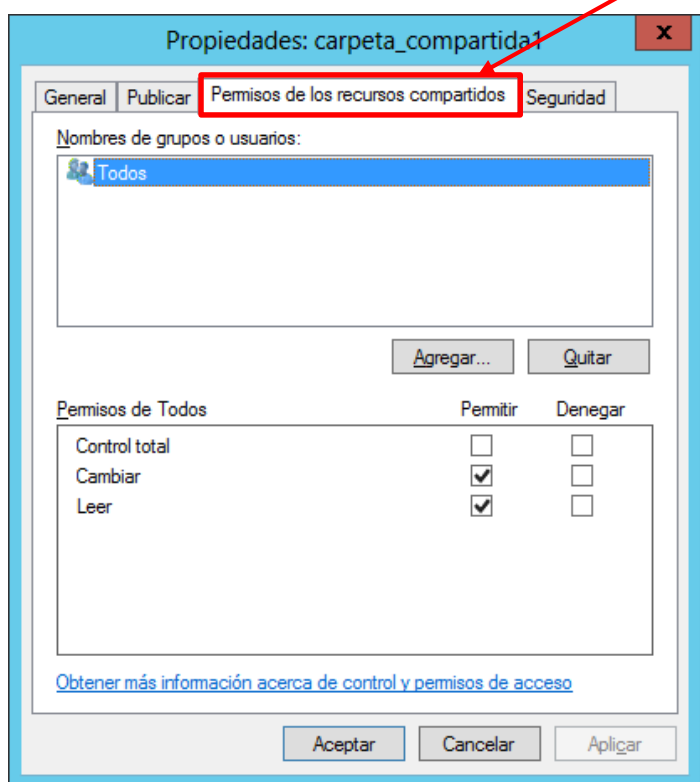 Propiedades: carpeta_compartida1
x
General Publicar Permisos de los recursos compartidos Seguridad
Nombres de grupos o usuarios:
Todos
Agregar... Quitar
Permisos de Todos Permitir Denegar
Control total
Cambiar
Leer
Obtener más información acerca de control y permisos de acceso
Aceptar Cancelar Aplicar